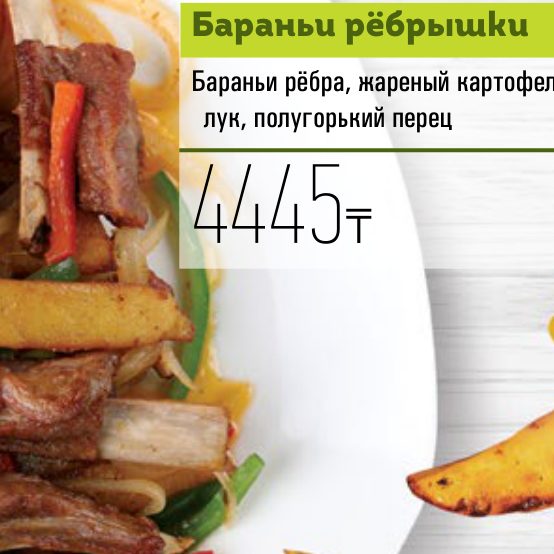 Бараньи рёбрышки
Бараньи рёбра, жареный картофел
лук, полугорький перец
4445₸